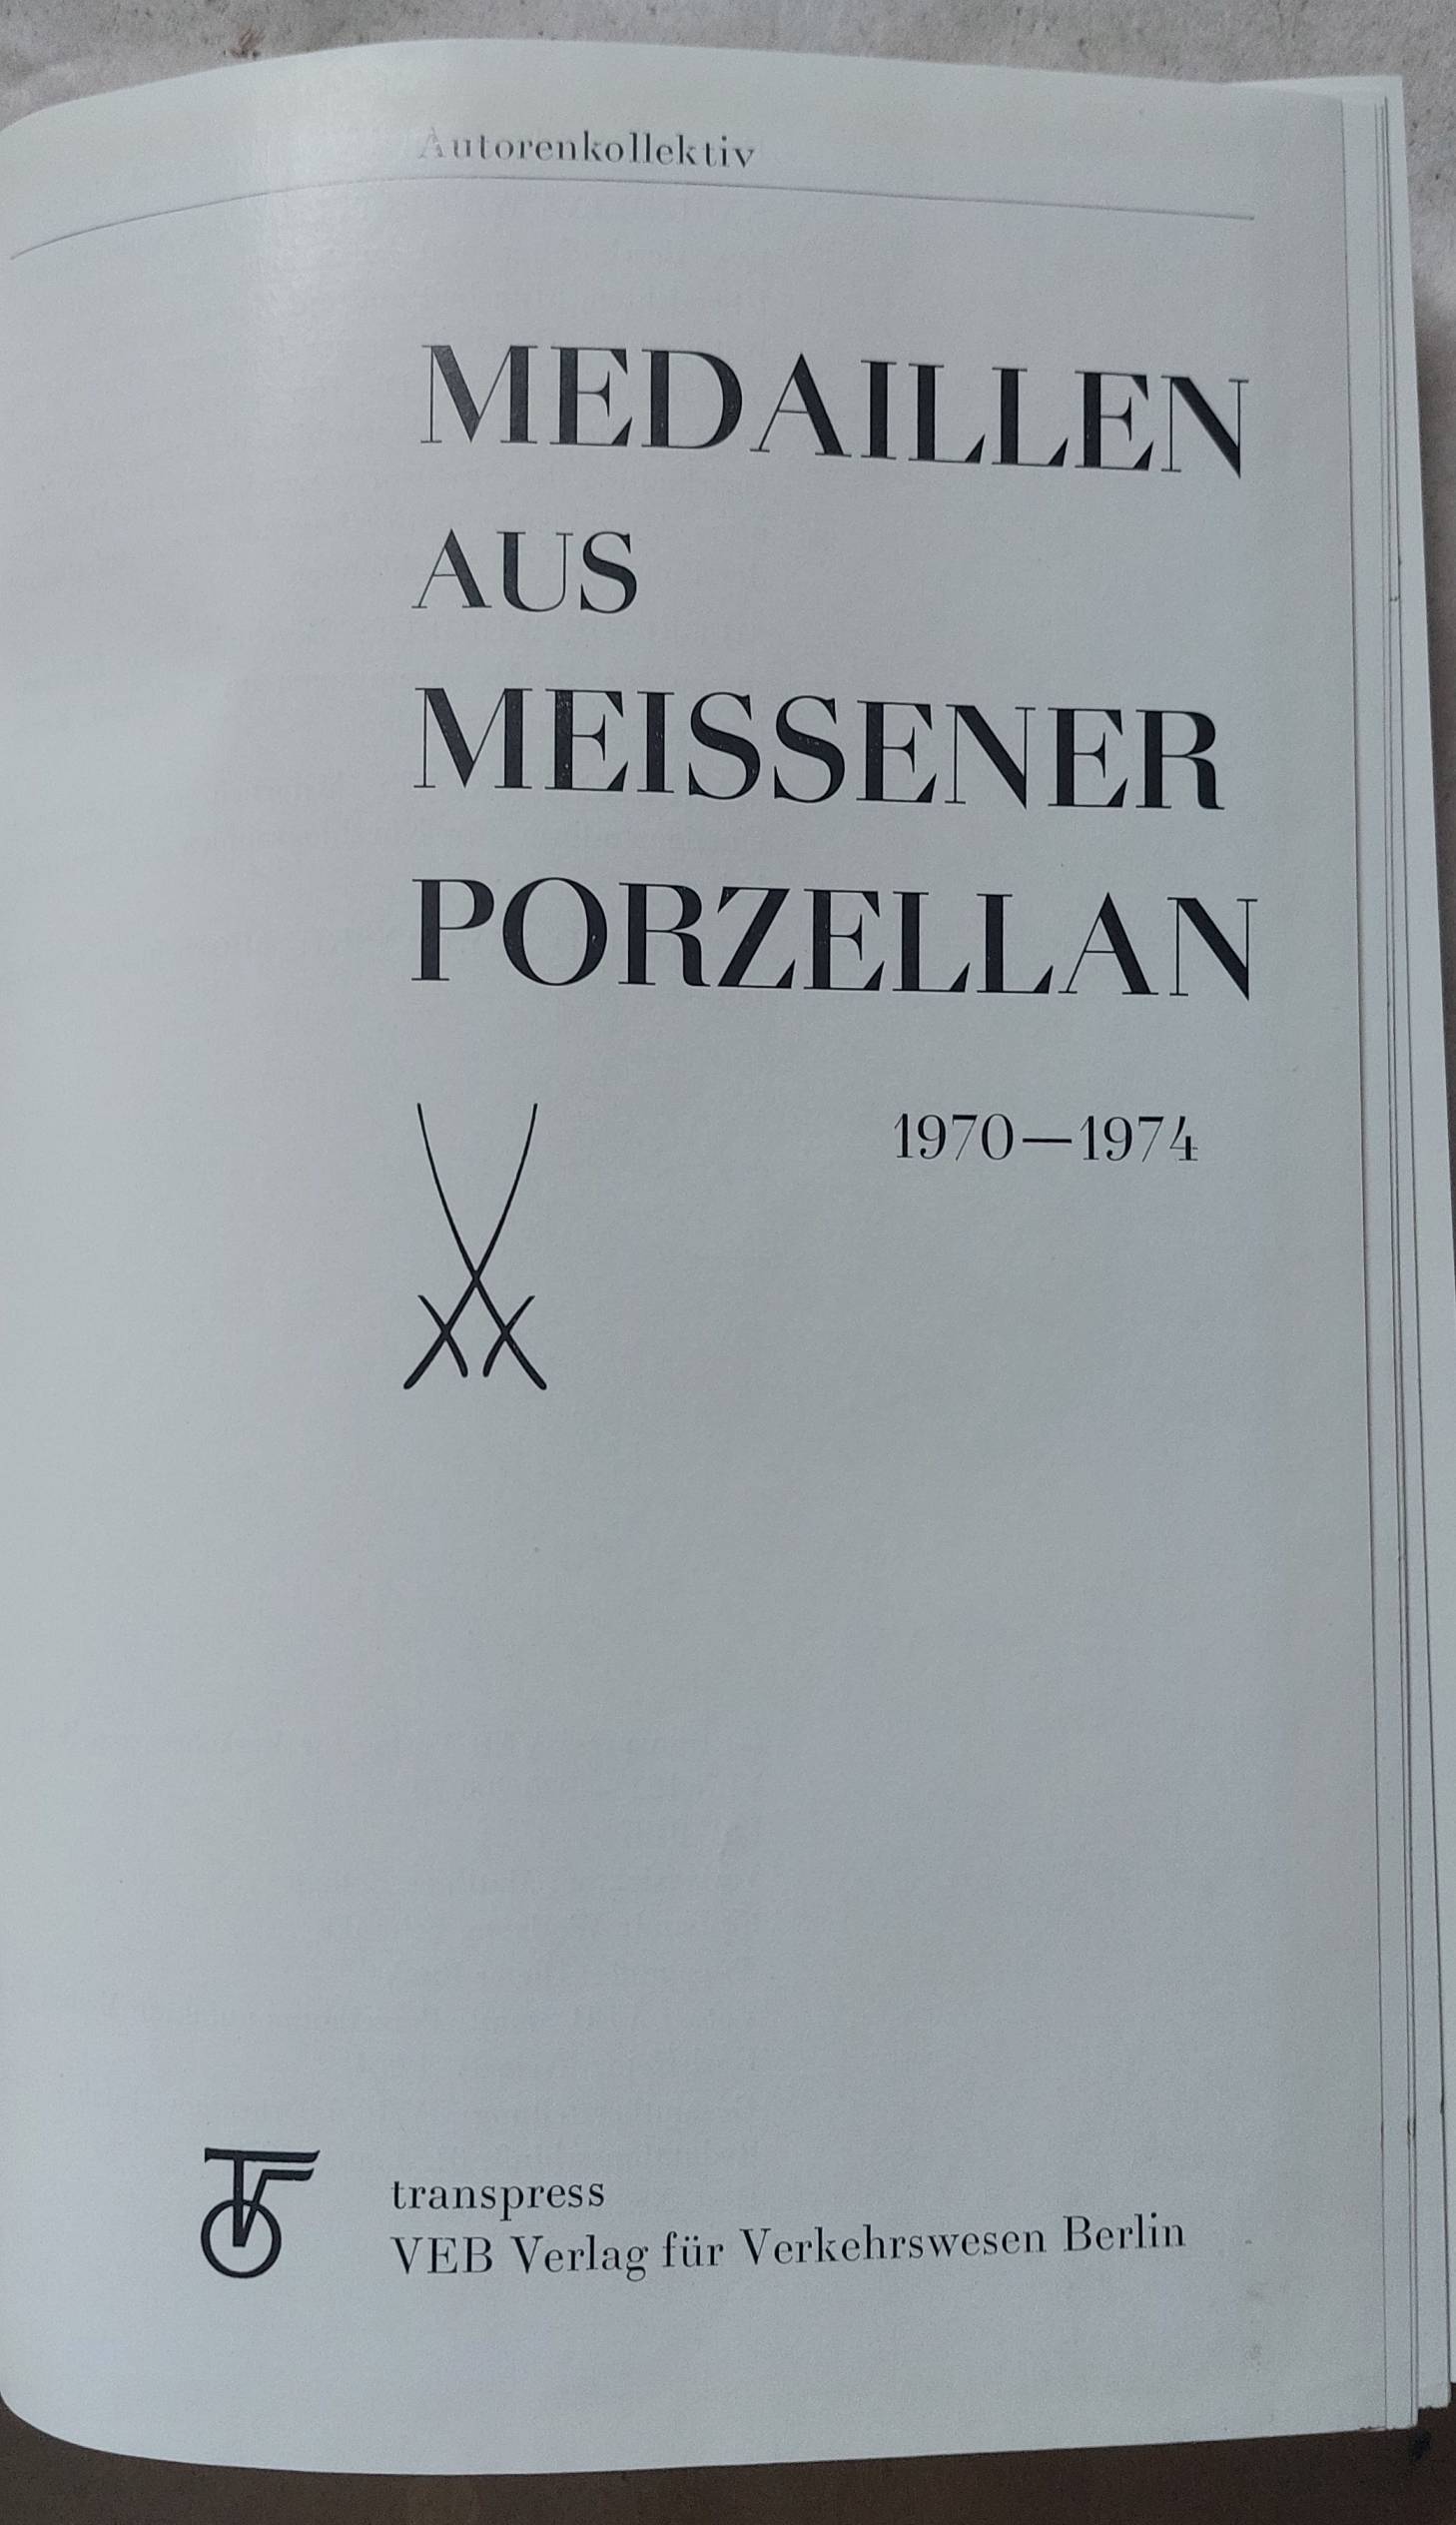 Autorenkollektiv
MEDAILLEN
AUS
MEISSENER
PORZELLAN
1970—1974
transpress
VEB Verlag für Verkehrswesen Berlin